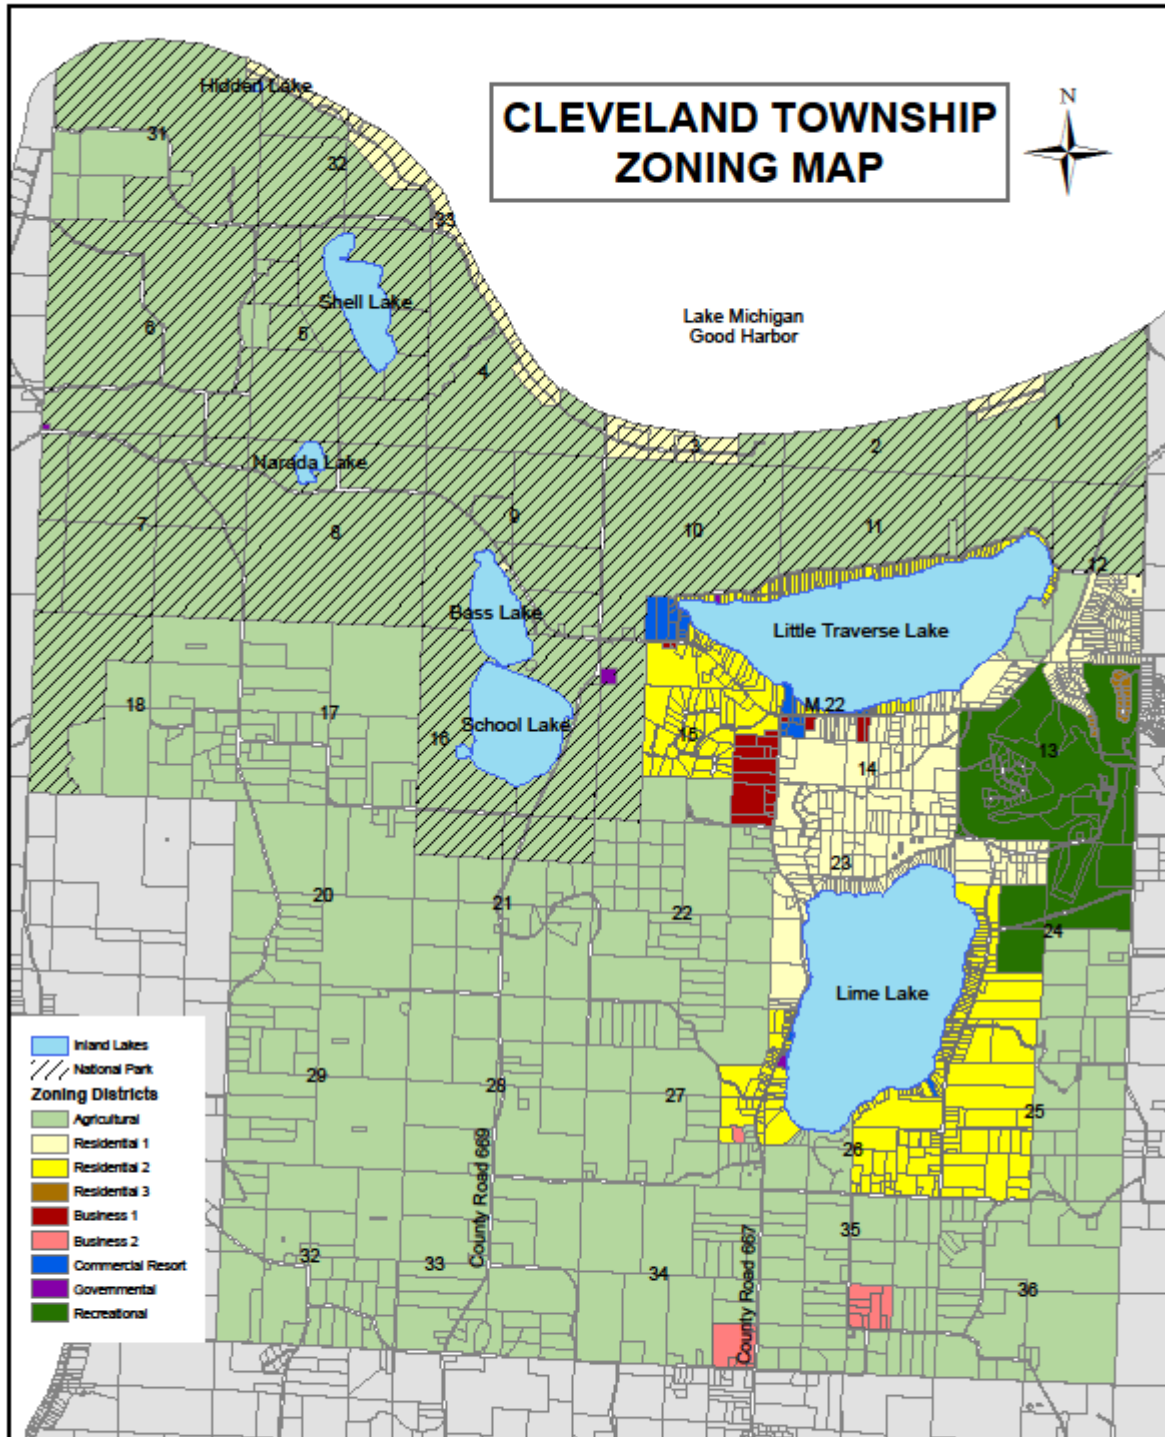 CLEVELAND TOWNSHIP
ZONING MAP
N
Hidden Lake
31
32
33
Shell Lake
Lake Michigan
Good Harbor
6
5
4
1
3
2
Narada Lake
7
8
9
10
11
12
Bass Lake
Little Traverse Lake
18
17
16
School Lake
15
M 22
14
13
23
20
21
22
24
Lime Lake
29
28
27
25
26
County Road 669
County Road 667
32
33
34
35
36
Inland Lakes
National Park
Zoning Districts
Agricultural
Residential 1
Residential 2
Residential 3
Business 1
Business 2
Commercial Resort
Governmental
Recreational